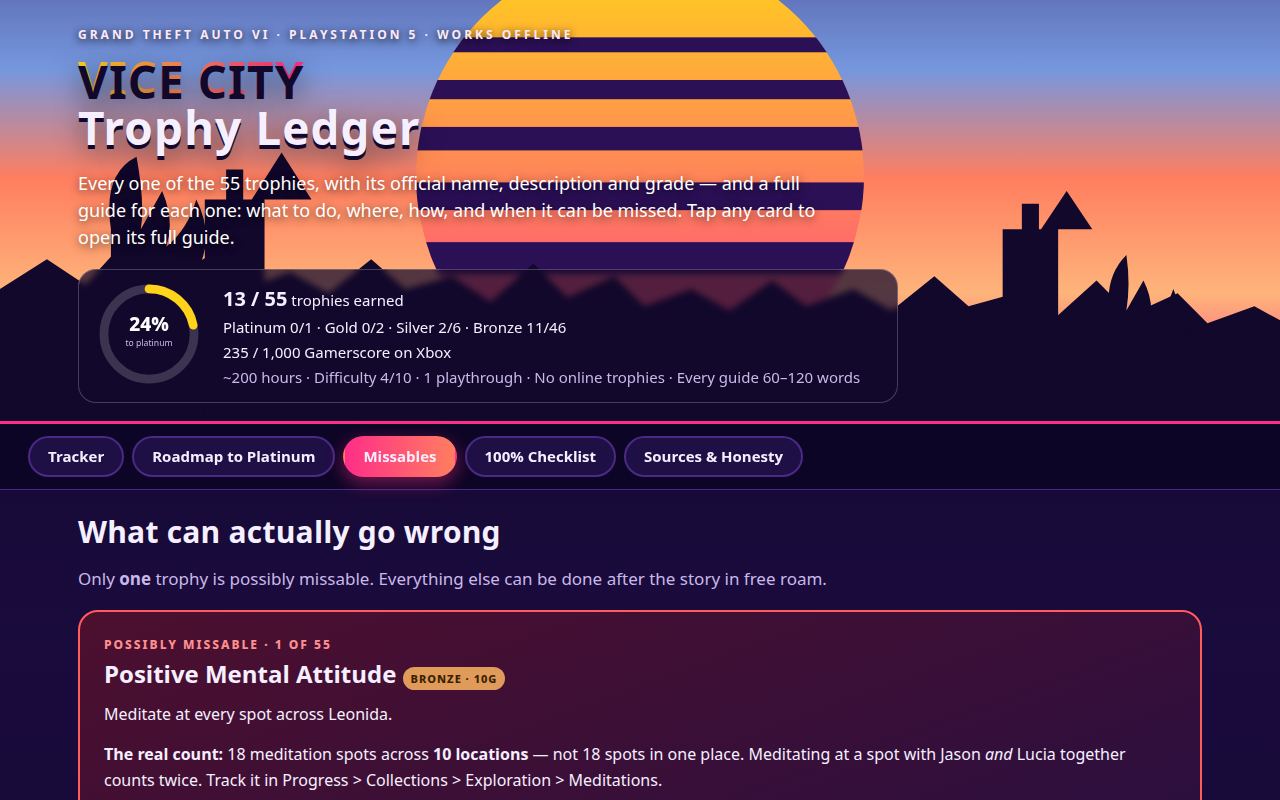 GRAND THEFT AUTO VI · PLAYSTATION 5 · WORKS OFFLINE
VICE CITY
Trophy Ledger
Every one of the 55 trophies, with its official name, description and grade — and a full
guide for each one: what to do, where, how, and when it can be missed. Tap any card to
open its full guide.
24%
to platinum
13 / 55 trophies earned
Platinum 0/1 · Gold 0/2 · Silver 2/6 · Bronze 11/46
235 / 1,000 Gamerscore on Xbox
~200 hours · Difficulty 4/10 · 1 playthrough · No online trophies · Every guide 60–120 words
Tracker
Roadmap to Platinum
Missables
100% Checklist
Sources & Honesty
What can actually go wrong
Only one trophy is possibly missable. Everything else can be done after the story in free roam.
POSSIBLY MISSABLE · 1 OF 55
Positive Mental Attitude BRONZE · 10G
Meditate at every spot across Leonida.
The real count: 18 meditation spots across 10 locations — not 18 spots in one place. Meditating at a spot with Jason and Lucia together
counts twice. Track it in Progress > Collections > Exploration > Meditations.